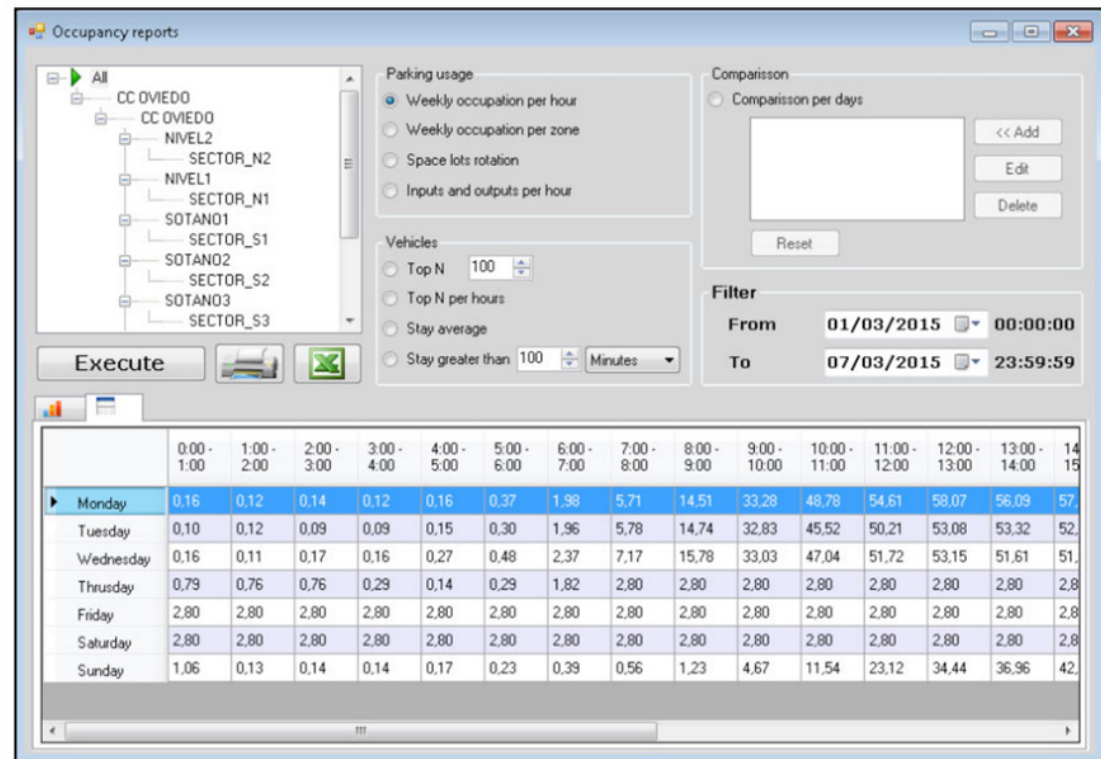 Occupancy reports
All
CC OVIEDO
CC OVIEDO
NIVEL2
SECTOR_N2
NIVEL1
SECTOR_N1
SOTANO1
SECTOR_S1
SOTANO2
SECTOR_S2
SOTANO3
SECTOR_S3
Execute
Parking usage
Weekly occupation per hour
Weekly occupation per zone
Space lots rotation
Inputs and outputs per hour
Vehicles
Top N 100
Top N per hours
Stay average
Stay greater than 100 Minutes
Comparisson
Comparisson per days
<< Add
Edit
Delete
Reset
Filter
From 01/03/2015 00:00:00
To 07/03/2015 23:59:59
0:00 - 1:00 1:00 - 2:00 2:00 - 3:00 3:00 - 4:00 4:00 - 5:00 5:00 - 6:00 6:00 - 7:00 7:00 - 8:00 8:00 - 9:00 9:00 - 10:00 10:00 - 11:00 11:00 - 12:00 12:00 - 13:00 13:00 - 14:00 14 15
Monday 0,16 0,12 0,14 0,12 0,16 0,37 1,98 5,71 14,51 33,28 48,78 54,61 58,07 56,09 57,
Tuesday 0,10 0,12 0,09 0,09 0,15 0,30 1,96 5,78 14,74 32,83 45,52 50,21 53,08 53,32 52,
Wednesday 0,16 0,11 0,17 0,16 0,27 0,48 2,37 7,17 15,78 33,03 47,04 51,72 53,15 51,61 51,
Thrusday 0,79 0,76 0,76 0,29 0,14 0,29 1,82 2,80 2,80 2,80 2,80 2,80 2,80 2,80 2,8
Friday 2,80 2,80 2,80 2,80 2,80 2,80 2,80 2,80 2,80 2,80 2,80 2,80 2,80 2,80 2,8
Saturday 2,80 2,80 2,80 2,80 2,80 2,80 2,80 2,80 2,80 2,80 2,80 2,80 2,80 2,80 2,8
Sunday 1,06 0,13 0,14 0,14 0,17 0,23 0,39 0,56 1,23 4,67 11,54 23,12 34,44 36,96 42,